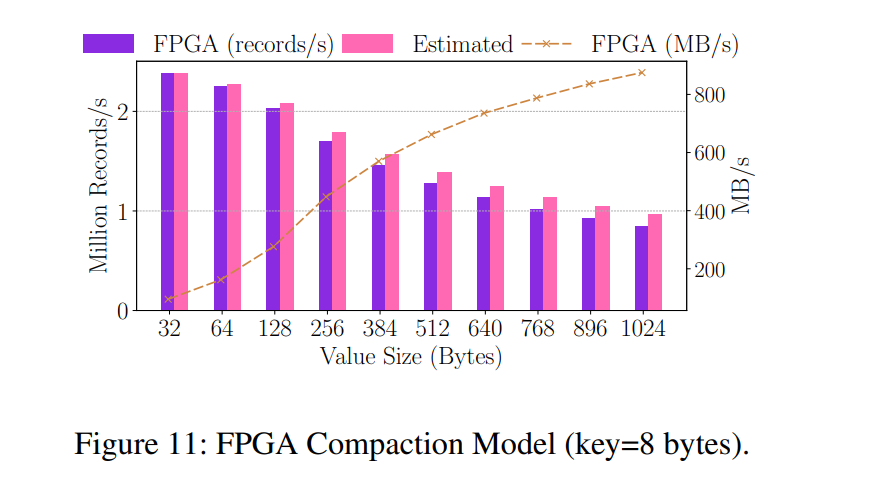 FPGA (records/s) Estimated FPGA (MB/s)
Million Records/s
2
1
0
800
600
400
200
MB/s
32 64 128 256 384 512 640 768 896 1024
Value Size (Bytes)
Figure 11: FPGA Compaction Model (key=8 bytes).